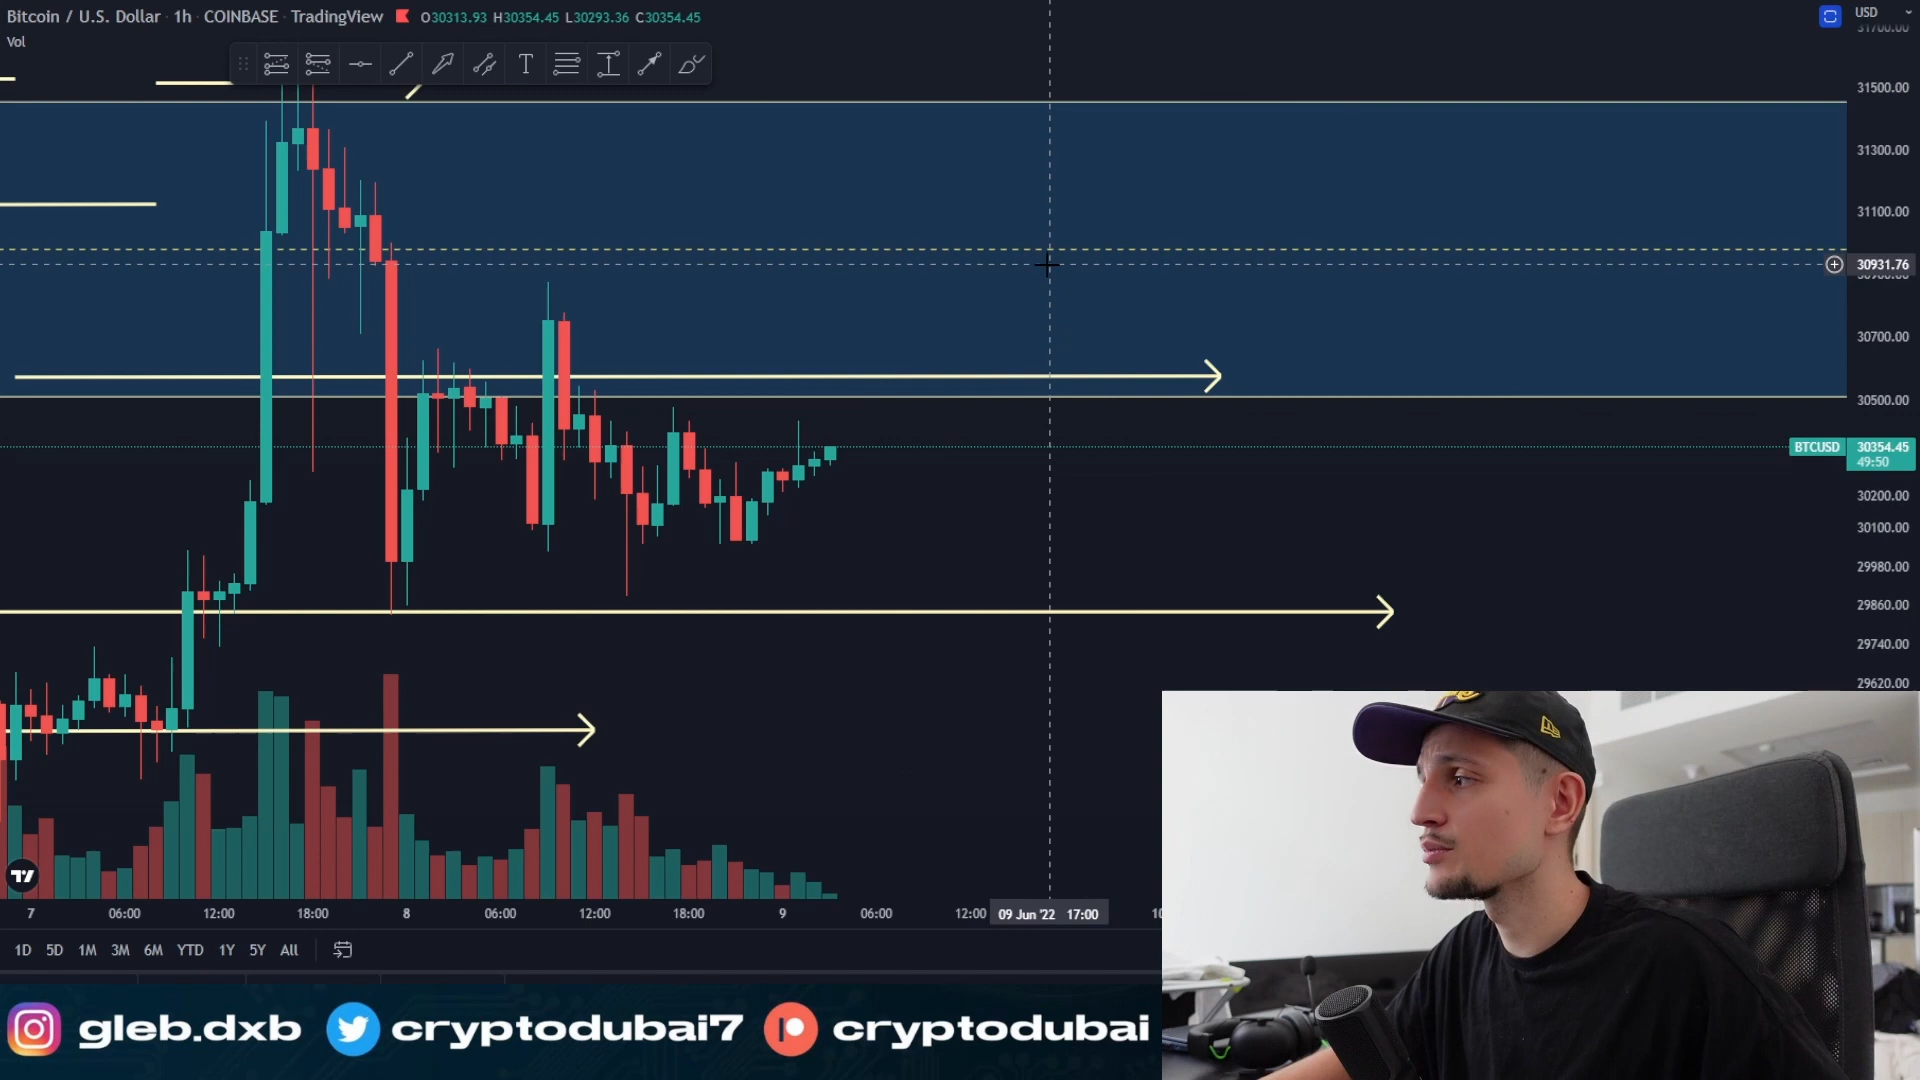 Bitcoin / U.S. Dollar · 1h · COINBASE · TradingView O30313.93 H30354.45 L30293.36 C30354.45
USD
Vol
31700.00
31500.00
31300.00
31100.00
30931.76
30700.00
30500.00
BTCUSD 30354.45
49:50
30200.00
30100.00
29980.00
29860.00
29740.00
29620.00
7 06:00 12:00 18:00 8 06:00 12:00 18:00 9 06:00 12:00 09 Jun '22 17:00
1D 5D 1M 3M 6M YTD 1Y 5Y All
gleb.dxb cryptodubai7 cryptodubai